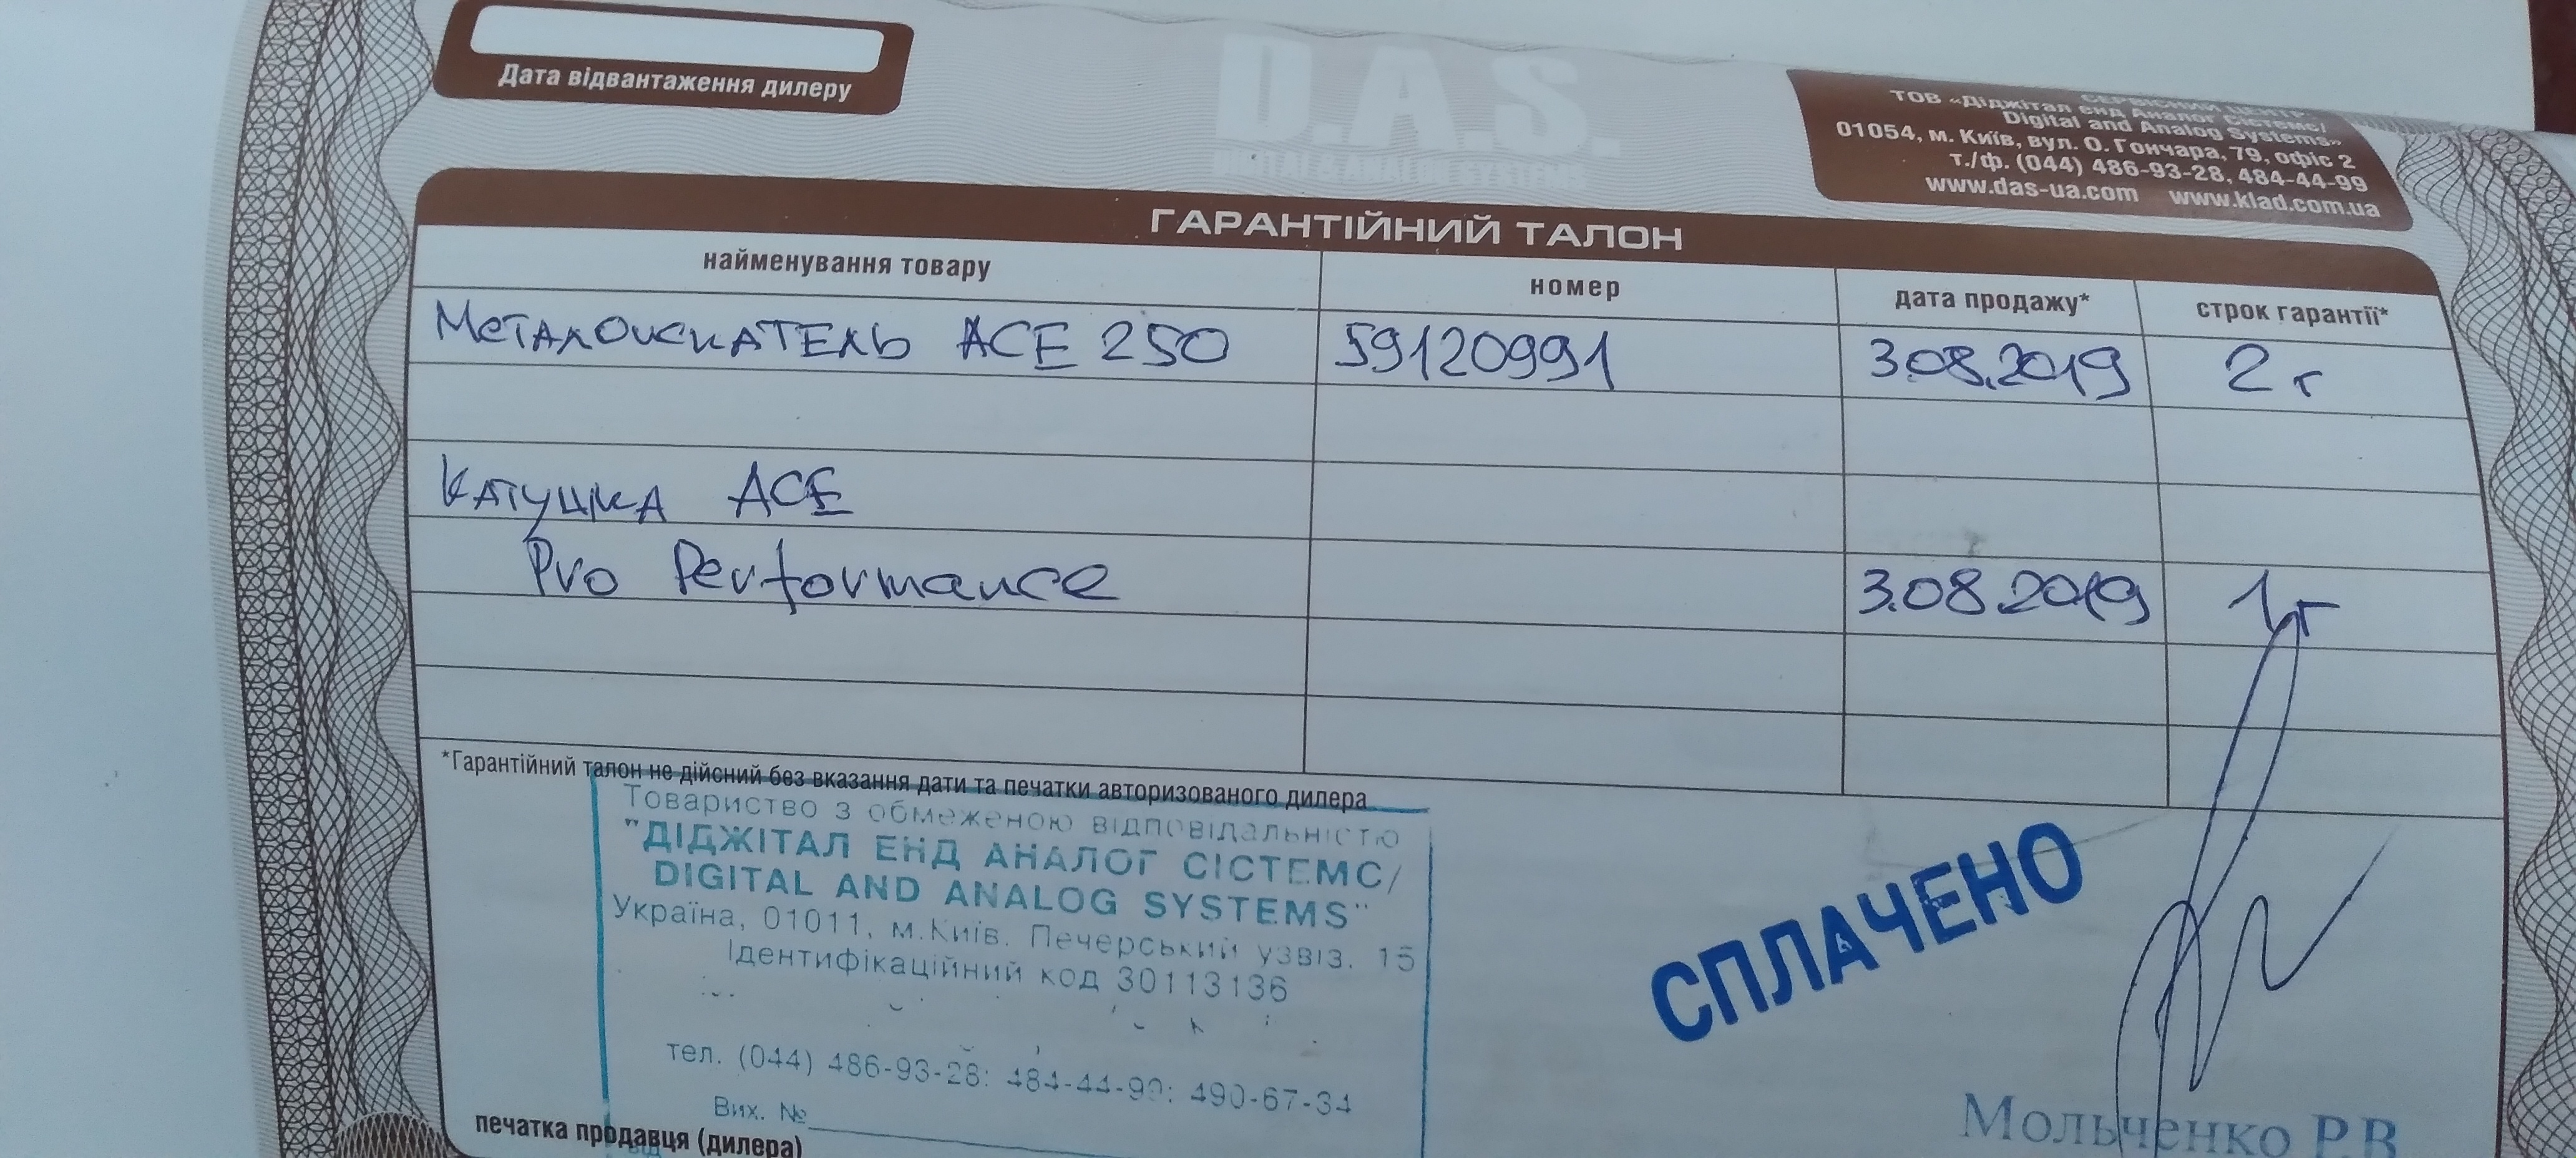 Дата відвантаження дилеру
D.A.S.
DIGITAL & ANALOG SYSTEMS
СЕРВІСНИЙ ЦЕНТР:
ТОВ «Діджітал енд Аналог Сістемс/
Digital and Analog Systems»
01054, м. Київ, вул. О. Гончара, 79, офіс 2
т./ф. (044) 486-93-28, 484-44-99
www.das-ua.com www.klad.com.ua
ГАРАНТІЙНИЙ ТАЛОН
найменування товару номер дата продажу* строк гарантії*
Металоискатель ACE 250 59120991 3.08.2019 2 г
Катушка ACE
Pro Performance 3.08.2019 1 г
*Гарантійний талон не дійсний без вказання дати та печатки авторизованого дилера
Товариство з обмеженою відповідальністю
"ДІДЖІТАЛ ЕНД АНАЛОГ СІСТЕМС/
DIGITAL AND ANALOG SYSTEMS"
Україна, 01011, м.Київ. Печерський узвіз. 15
Ідентифікаційний код 30113136
тел. (044) 486-93-28: 484-44-99: 490-67-34
Вих. №
печатка продавця (дилера)
СПЛАЧЕНО
Мольченко Р.В